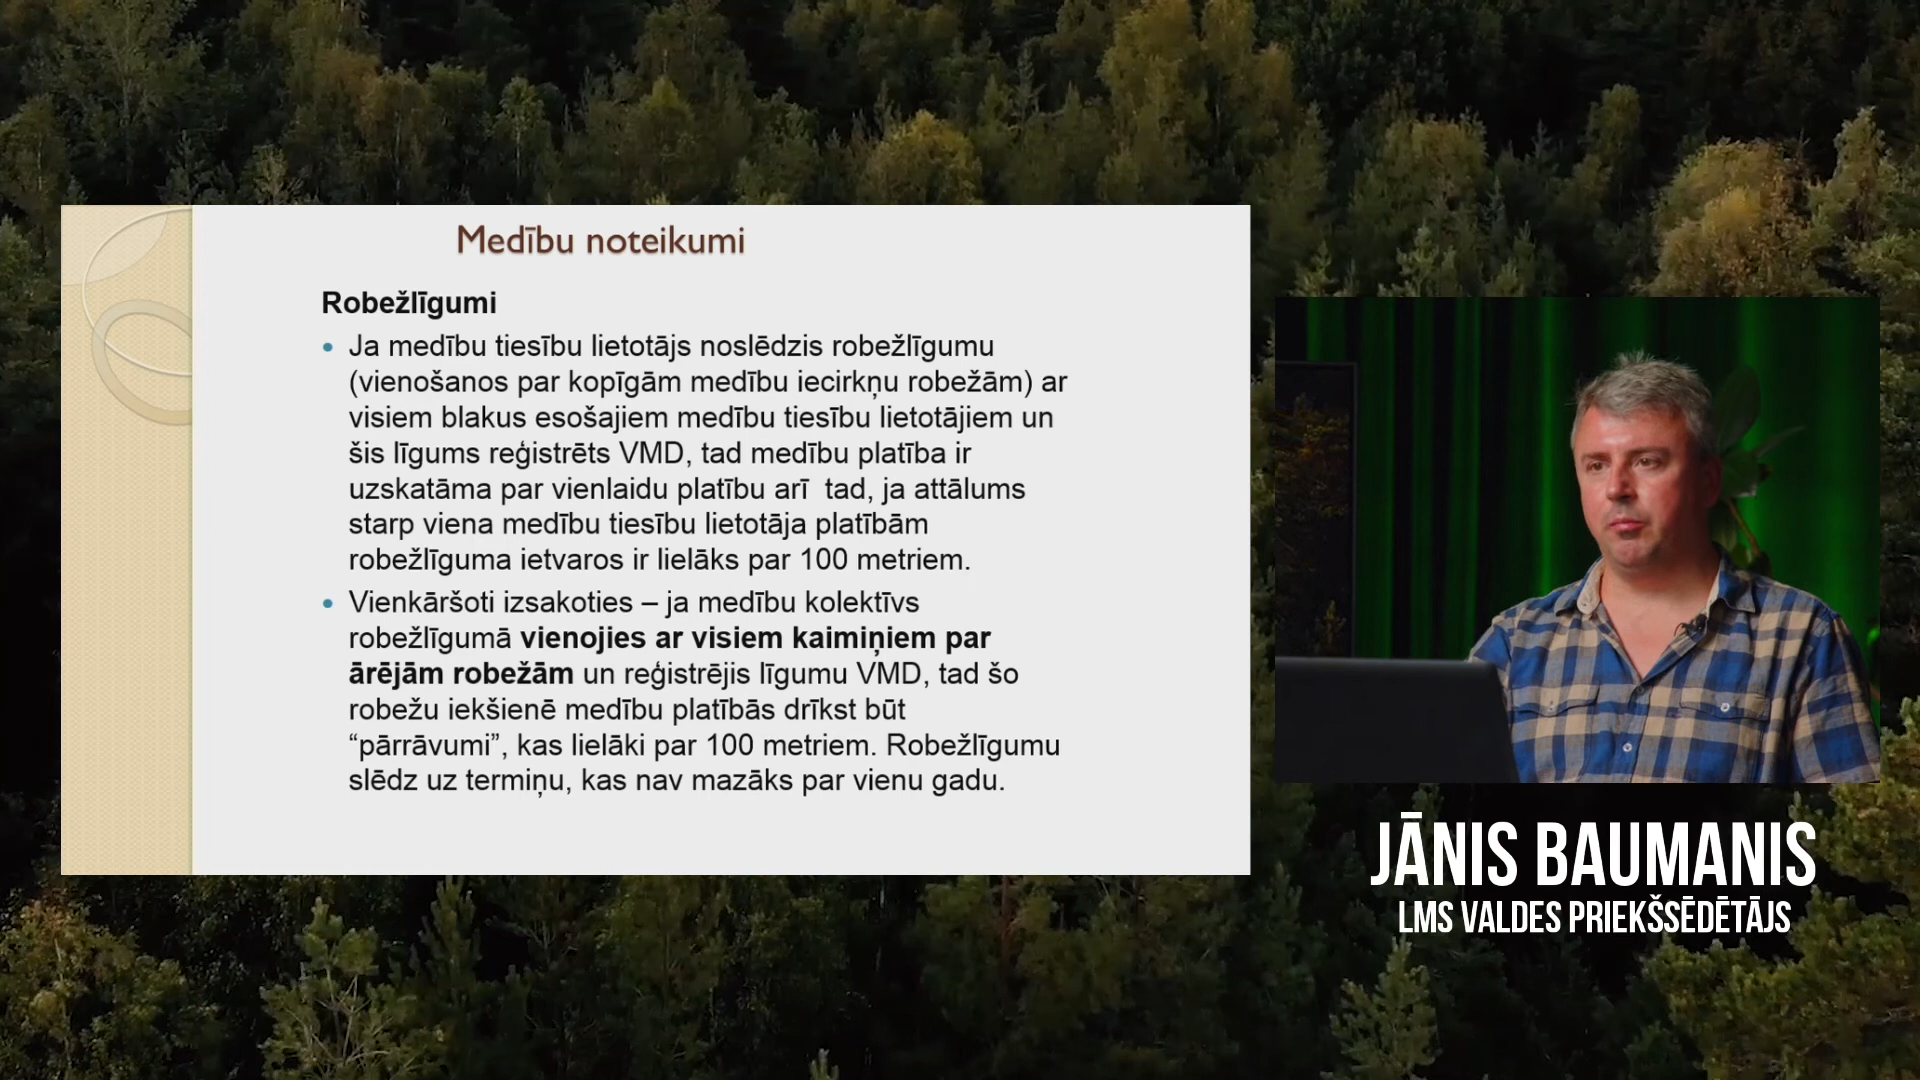 Medību noteikumi
Robežlīgumi
• Ja medību tiesību lietotājs noslēdzis robežlīgumu
(vienošanos par kopīgām medību iecirkņu robežām) ar
visiem blakus esošajiem medību tiesību lietotājiem un
šis līgums reģistrēts VMD, tad medību platība ir
uzskatāma par vienlaidu platību arī  tad, ja attālums
starp viena medību tiesību lietotāja platībām
robežlīguma ietvaros ir lielāks par 100 metriem.
• Vienkāršoti izsakoties – ja medību kolektīvs
robežlīgumā vienojies ar visiem kaimiņiem par
ārējām robežām un reģistrējis līgumu VMD, tad šo
robežu iekšienē medību platībās drīkst būt
“pārrāvumi”, kas lielāki par 100 metriem. Robežlīgumu
slēdz uz termiņu, kas nav mazāks par vienu gadu.
JĀNIS BAUMANIS
LMS VALDES PRIEKŠSĒDĒTĀJS